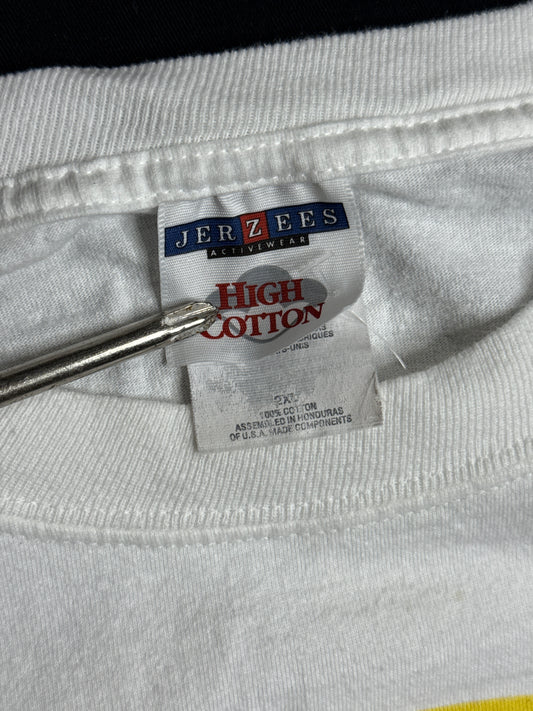 JERZEES
ACTIVEWEAR
HIGH
COTTON
2XL
100% COTTON
ASSEMBLED IN HONDURAS
OF U.S.A. MADE COMPONENTS